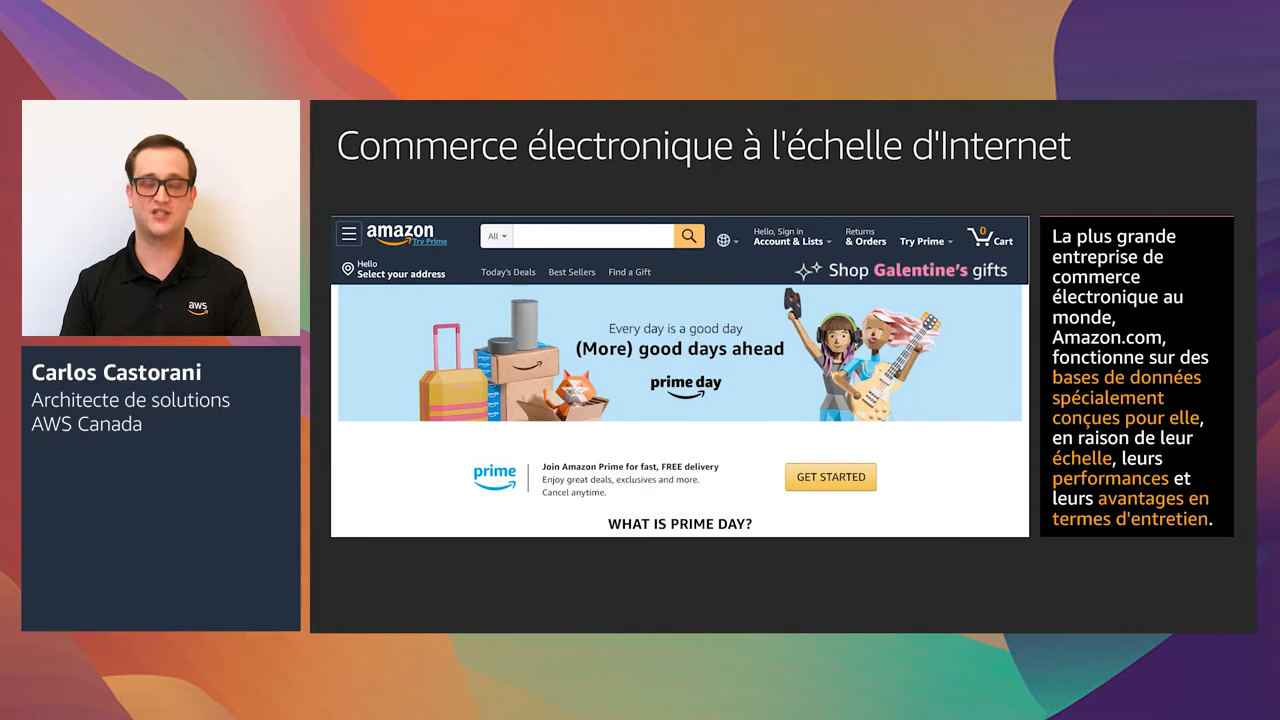 Commerce électronique à l'échelle d'Internet
aws
Carlos Castorani
Architecte de solutions
AWS Canada
amazon
Try Prime
All
Hello, Sign in
Account & Lists
Returns
& Orders
Try Prime
0
Cart
Hello
Select your address
Today's Deals Best Sellers Find a Gift
Shop Galentine's gifts
Every day is a good day
(More) good days ahead
prime day
prime
Join Amazon Prime for fast, FREE delivery
Enjoy great deals, exclusives and more.
Cancel anytime.
GET STARTED
WHAT IS PRIME DAY?
La plus grande
entreprise de
commerce
électronique au
monde,
Amazon.com,
fonctionne sur des
bases de données
spécialement
conçues pour elle,
en raison de leur
échelle, leurs
performances et
leurs avantages en
termes d'entretien.